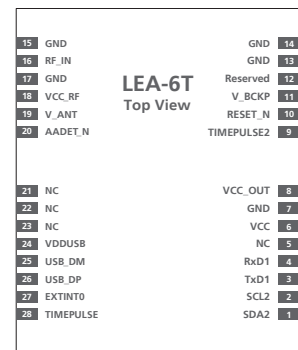 15 GND GND 14
16 RF_IN GND 13
17 GND Reserved 12
18 VCC_RF V_BCKP 11
19 V_ANT RESET_N 10
20 AADET_N TIMEPULSE2 9
LEA-6T
Top View
21 NC VCC_OUT 8
22 NC GND 7
23 NC VCC 6
24 VDDUSB NC 5
25 USB_DM RxD1 4
26 USB_DP TxD1 3
27 EXTINT0 SCL2 2
28 TIMEPULSE SDA2 1